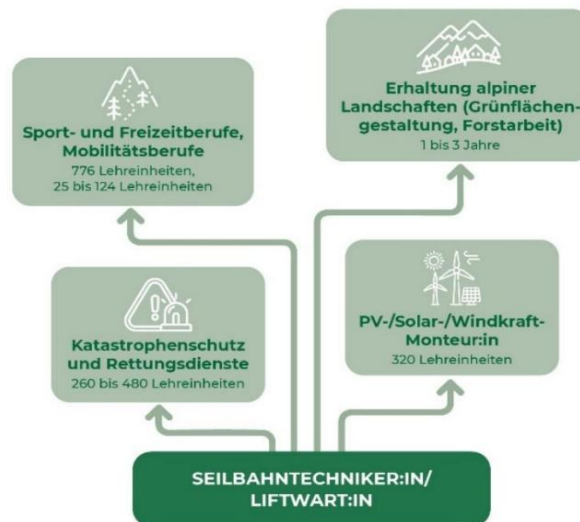 Sport- und Freizeitberufe,
Mobilitätsberufe
776 Lehreinheiten,
25 bis 124 Lehreinheiten
Erhaltung alpiner
Landschaften (Grünflächen-
gestaltung, Forstarbeit)
1 bis 3 Jahre
Katastrophenschutz
und Rettungsdienste
260 bis 480 Lehreinheiten
PV-/Solar-/Windkraft-
Monteur:in
320 Lehreinheiten
SEILBAHNTECHNIKER:IN/
LIFTWART:IN